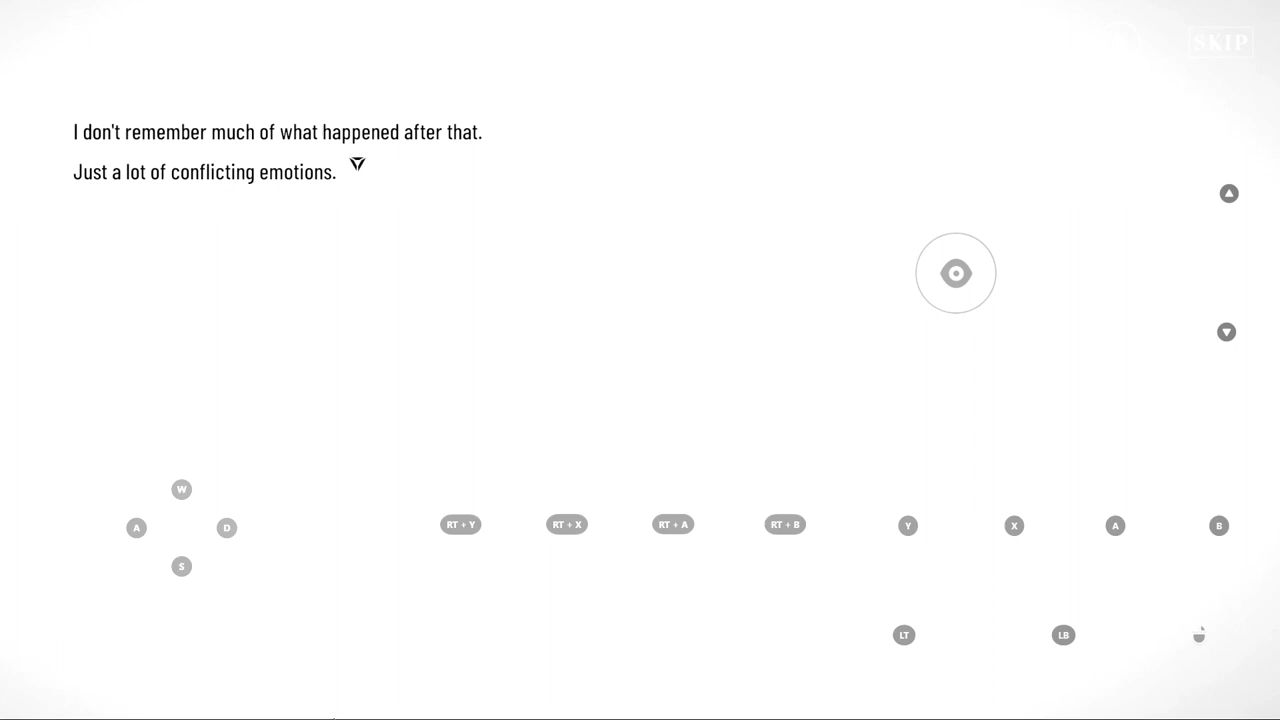 SKIP
I don't remember much of what happened after that.
Just a lot of conflicting emotions.
W
A
D
S
RT + Y
RT + X
RT + A
RT + B
Y
X
A
B
LT
LB